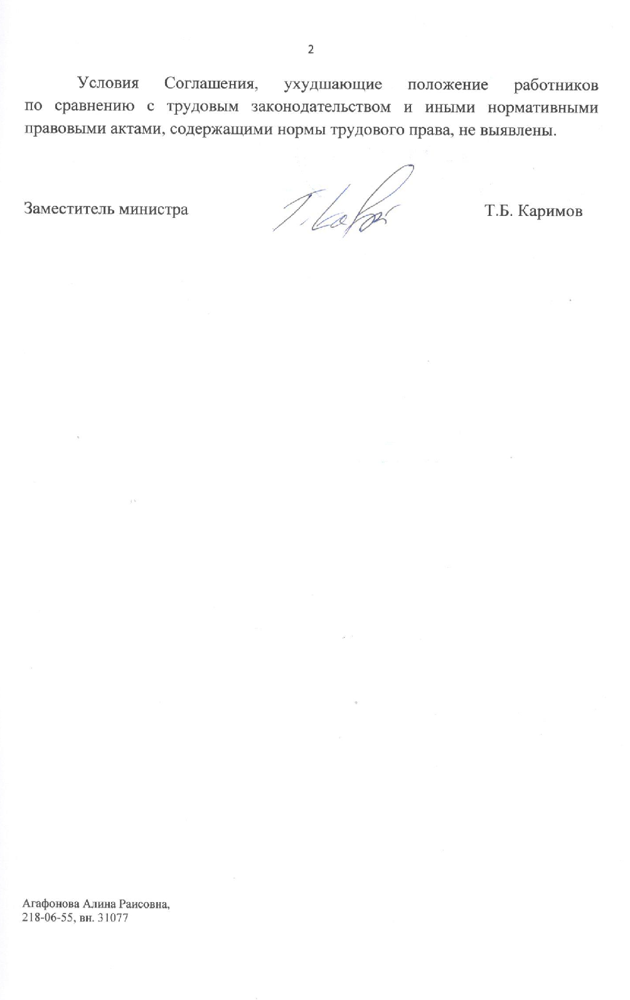 2
Условия Соглашения, ухудшающие положение работников
по сравнению с трудовым законодательством и иными нормативными
правовыми актами, содержащими нормы трудового права, не выявлены.
Заместитель министра
Т.Б. Каримов
Агафонова Алина Раисовна,
218-06-55, вн. 31077